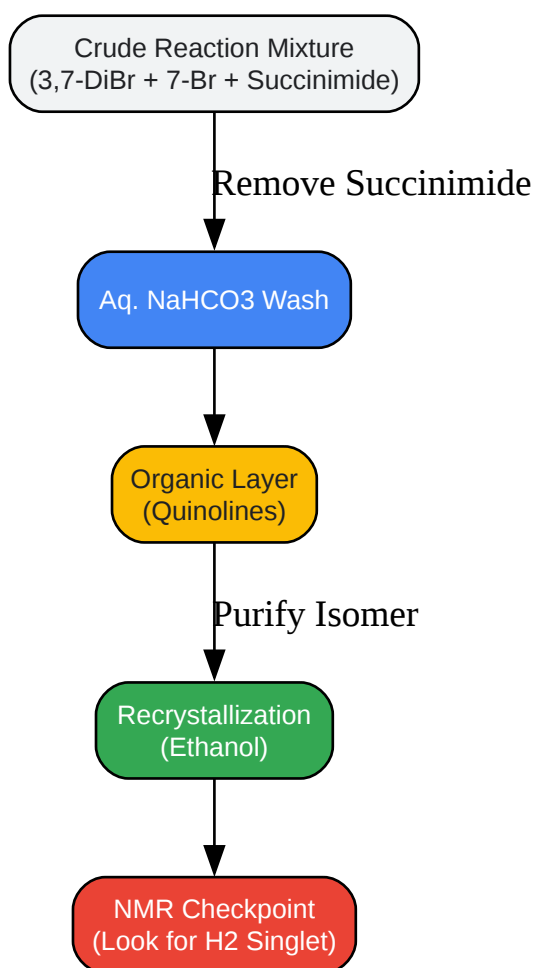 Crude Reaction Mixture
(3,7-DiBr + 7-Br + Succinimide)
Remove Succinimide
Aq. NaHCO3 Wash
Organic Layer
(Quinolines)
Purify Isomer
Recrystallization
(Ethanol)
NMR Checkpoint
(Look for H2 Singlet)